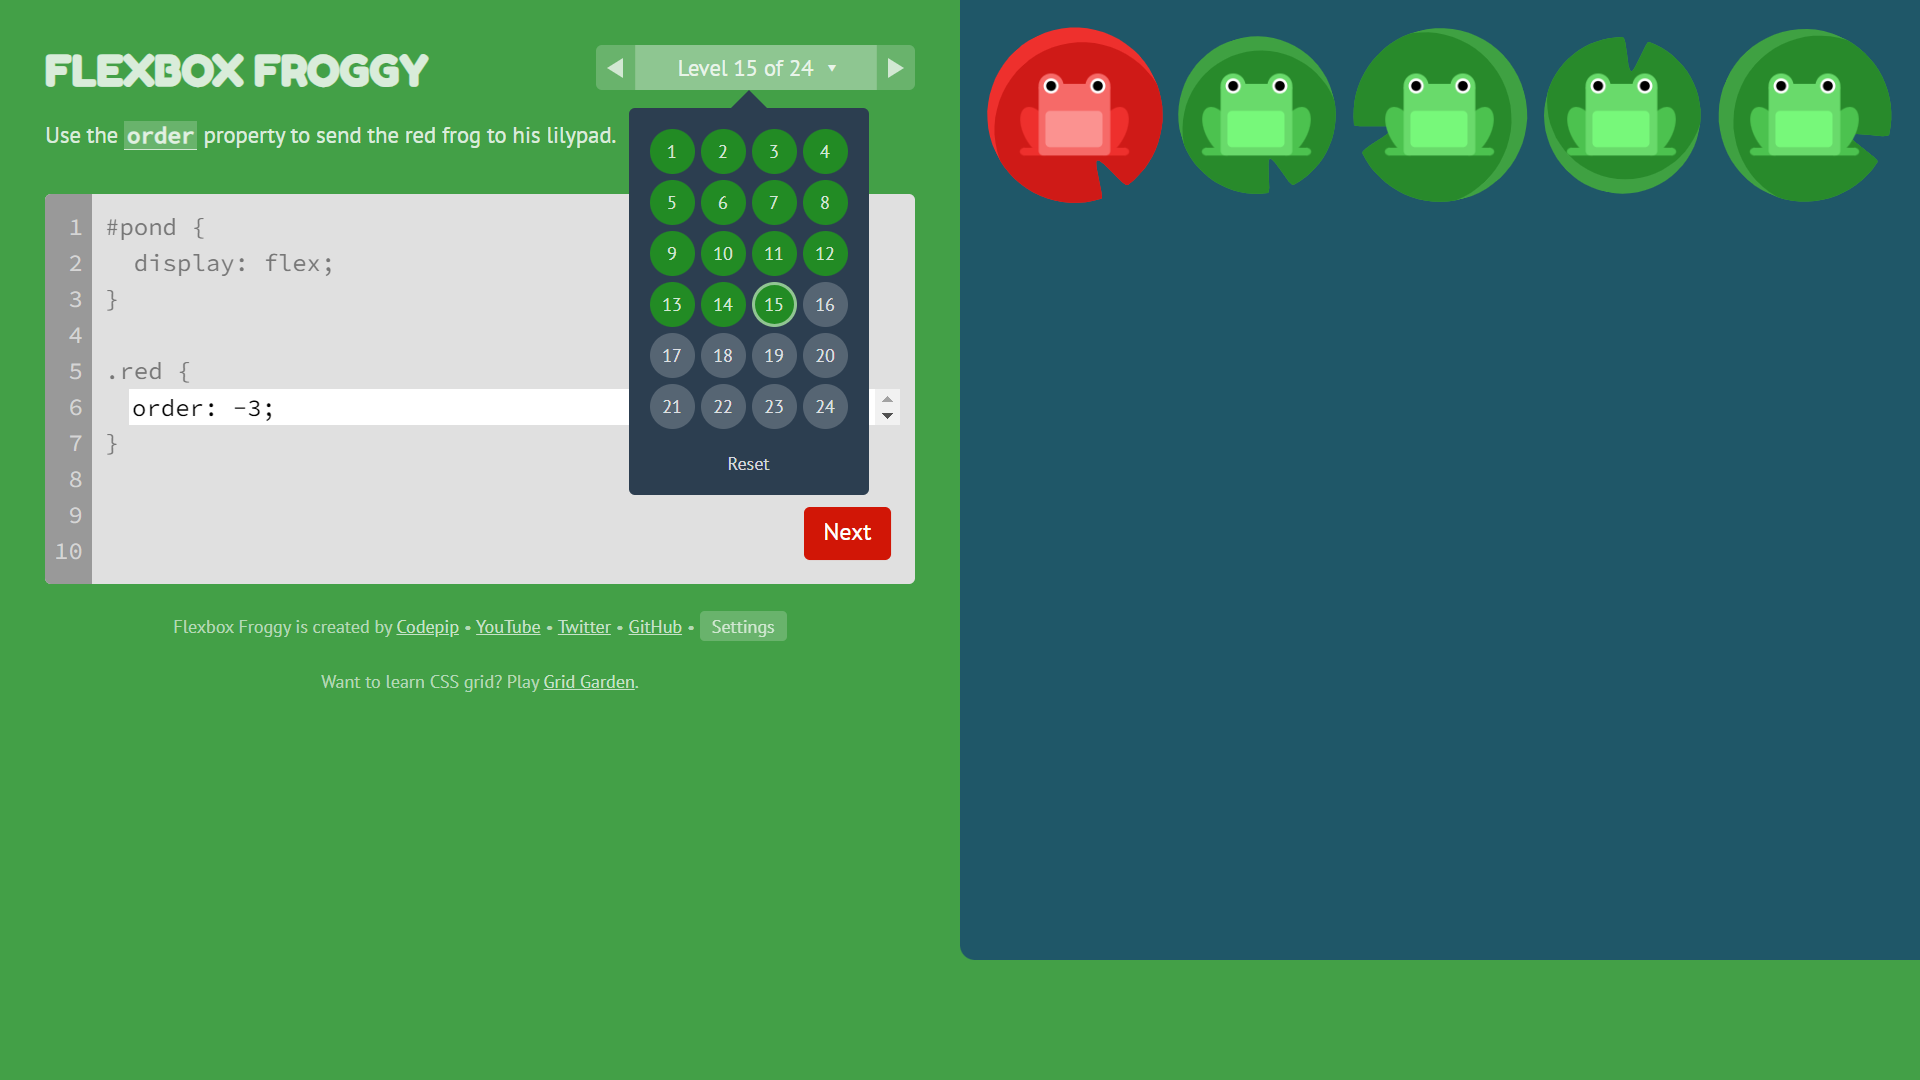 FLEXBOX FROGGY
Level 15 of 24
Use the order property to send the red frog to his lilypad.
1 2 3 4
5 6 7 8
9 10 11 12
13 14 15 16
17 18 19 20
21 22 23 24
Reset
1 #pond {
2 display: flex;
3 }
4
5 .red {
6 order: -3;
7 }
8
9
10
Next
Flexbox Froggy is created by Codepip • YouTube • Twitter • GitHub • Settings
Want to learn CSS grid? Play Grid Garden.